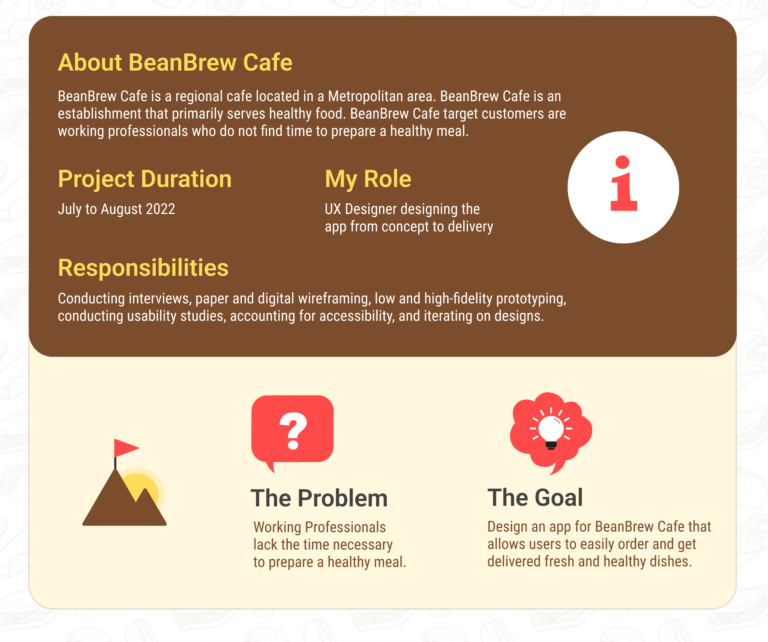 About BeanBrew Cafe
BeanBrew Cafe is a regional cafe located in a Metropolitan area. BeanBrew Cafe is an
establishment that primarily serves healthy food. BeanBrew Cafe target customers are
working professionals who do not find time to prepare a healthy meal.
Project Duration
July to August 2022
My Role
UX Designer designing the
app from concept to delivery
i
Responsibilities
Conducting interviews, paper and digital wireframing, low and high-fidelity prototyping,
conducting usability studies, accounting for accessibility, and iterating on designs.
?
The Problem
Working Professionals
lack the time necessary
to prepare a healthy meal.
The Goal
Design an app for BeanBrew Cafe that
allows users to easily order and get
delivered fresh and healthy dishes.